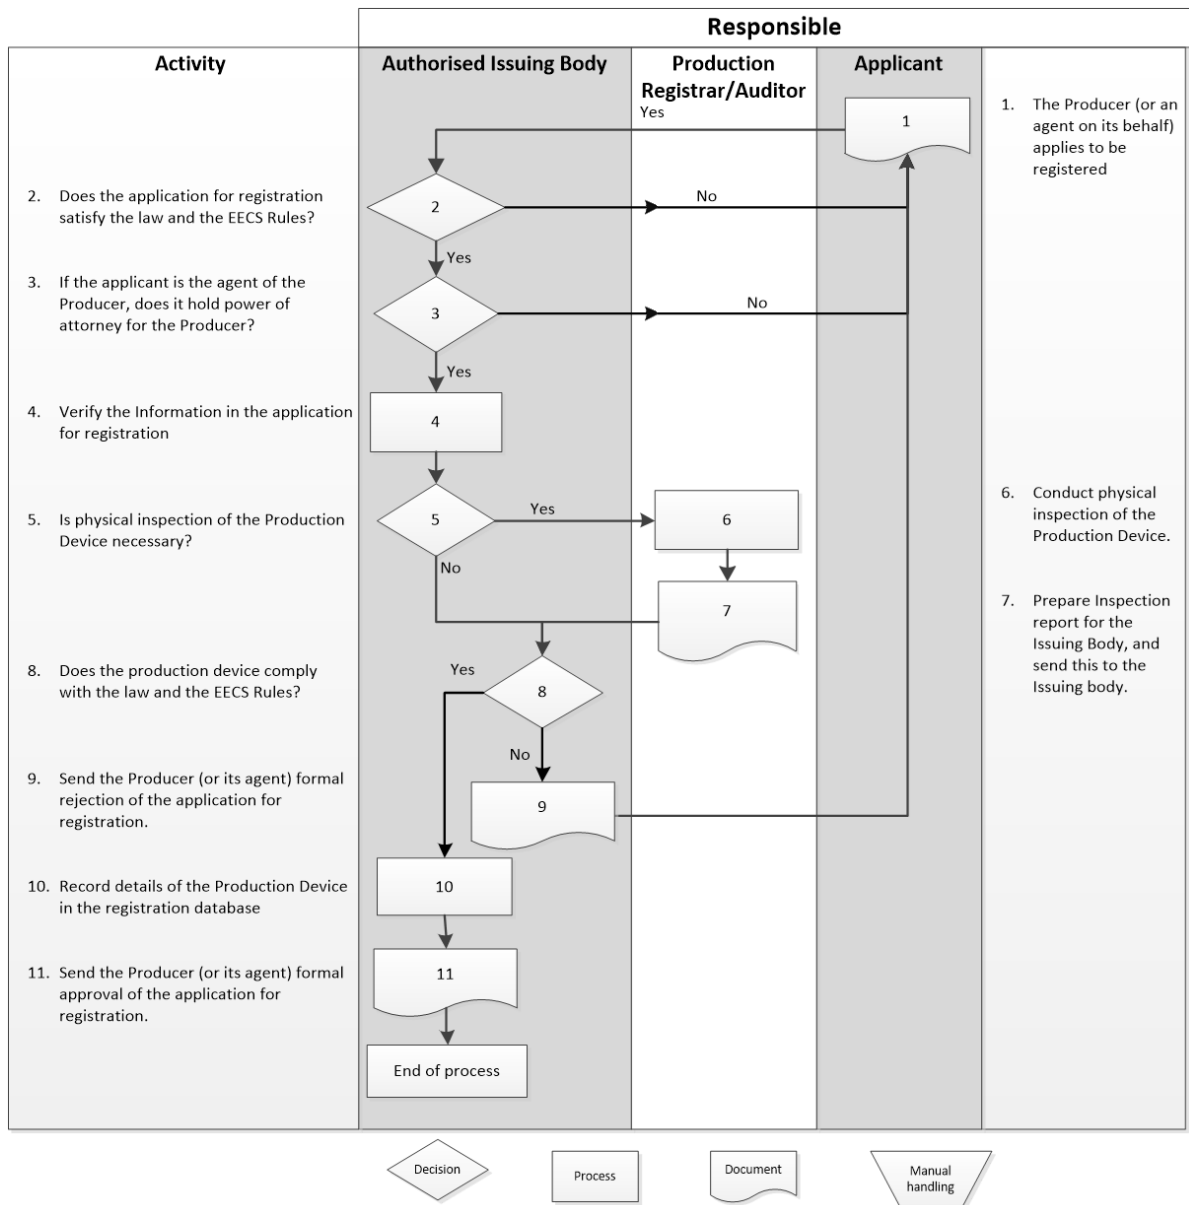 Responsible
Activity
Authorised Issuing Body
Production
Registrar/Auditor
Applicant
Yes
1
1. The Producer (or an
agent on its behalf)
applies to be
registered
2. Does the application for registration
satisfy the law and the EECS Rules?
2
No
Yes
3. If the applicant is the agent of the
Producer, does it hold power of
attorney for the Producer?
3
No
Yes
4. Verify the Information in the application
for registration
4
5. Is physical inspection of the Production
Device necessary?
5
Yes
6
6. Conduct physical
inspection of the
Production Device.
No
7
7. Prepare Inspection
report for the
Issuing Body, and
send this to the
Issuing body.
8. Does the production device comply
with the law and the EECS Rules?
Yes
8
No
9. Send the Producer (or its agent) formal
rejection of the application for
registration.
9
10. Record details of the Production Device
in the registration database
10
11. Send the Producer (or its agent) formal
approval of the application for
registration.
11
End of process
Decision
Process
Document
Manual
handling